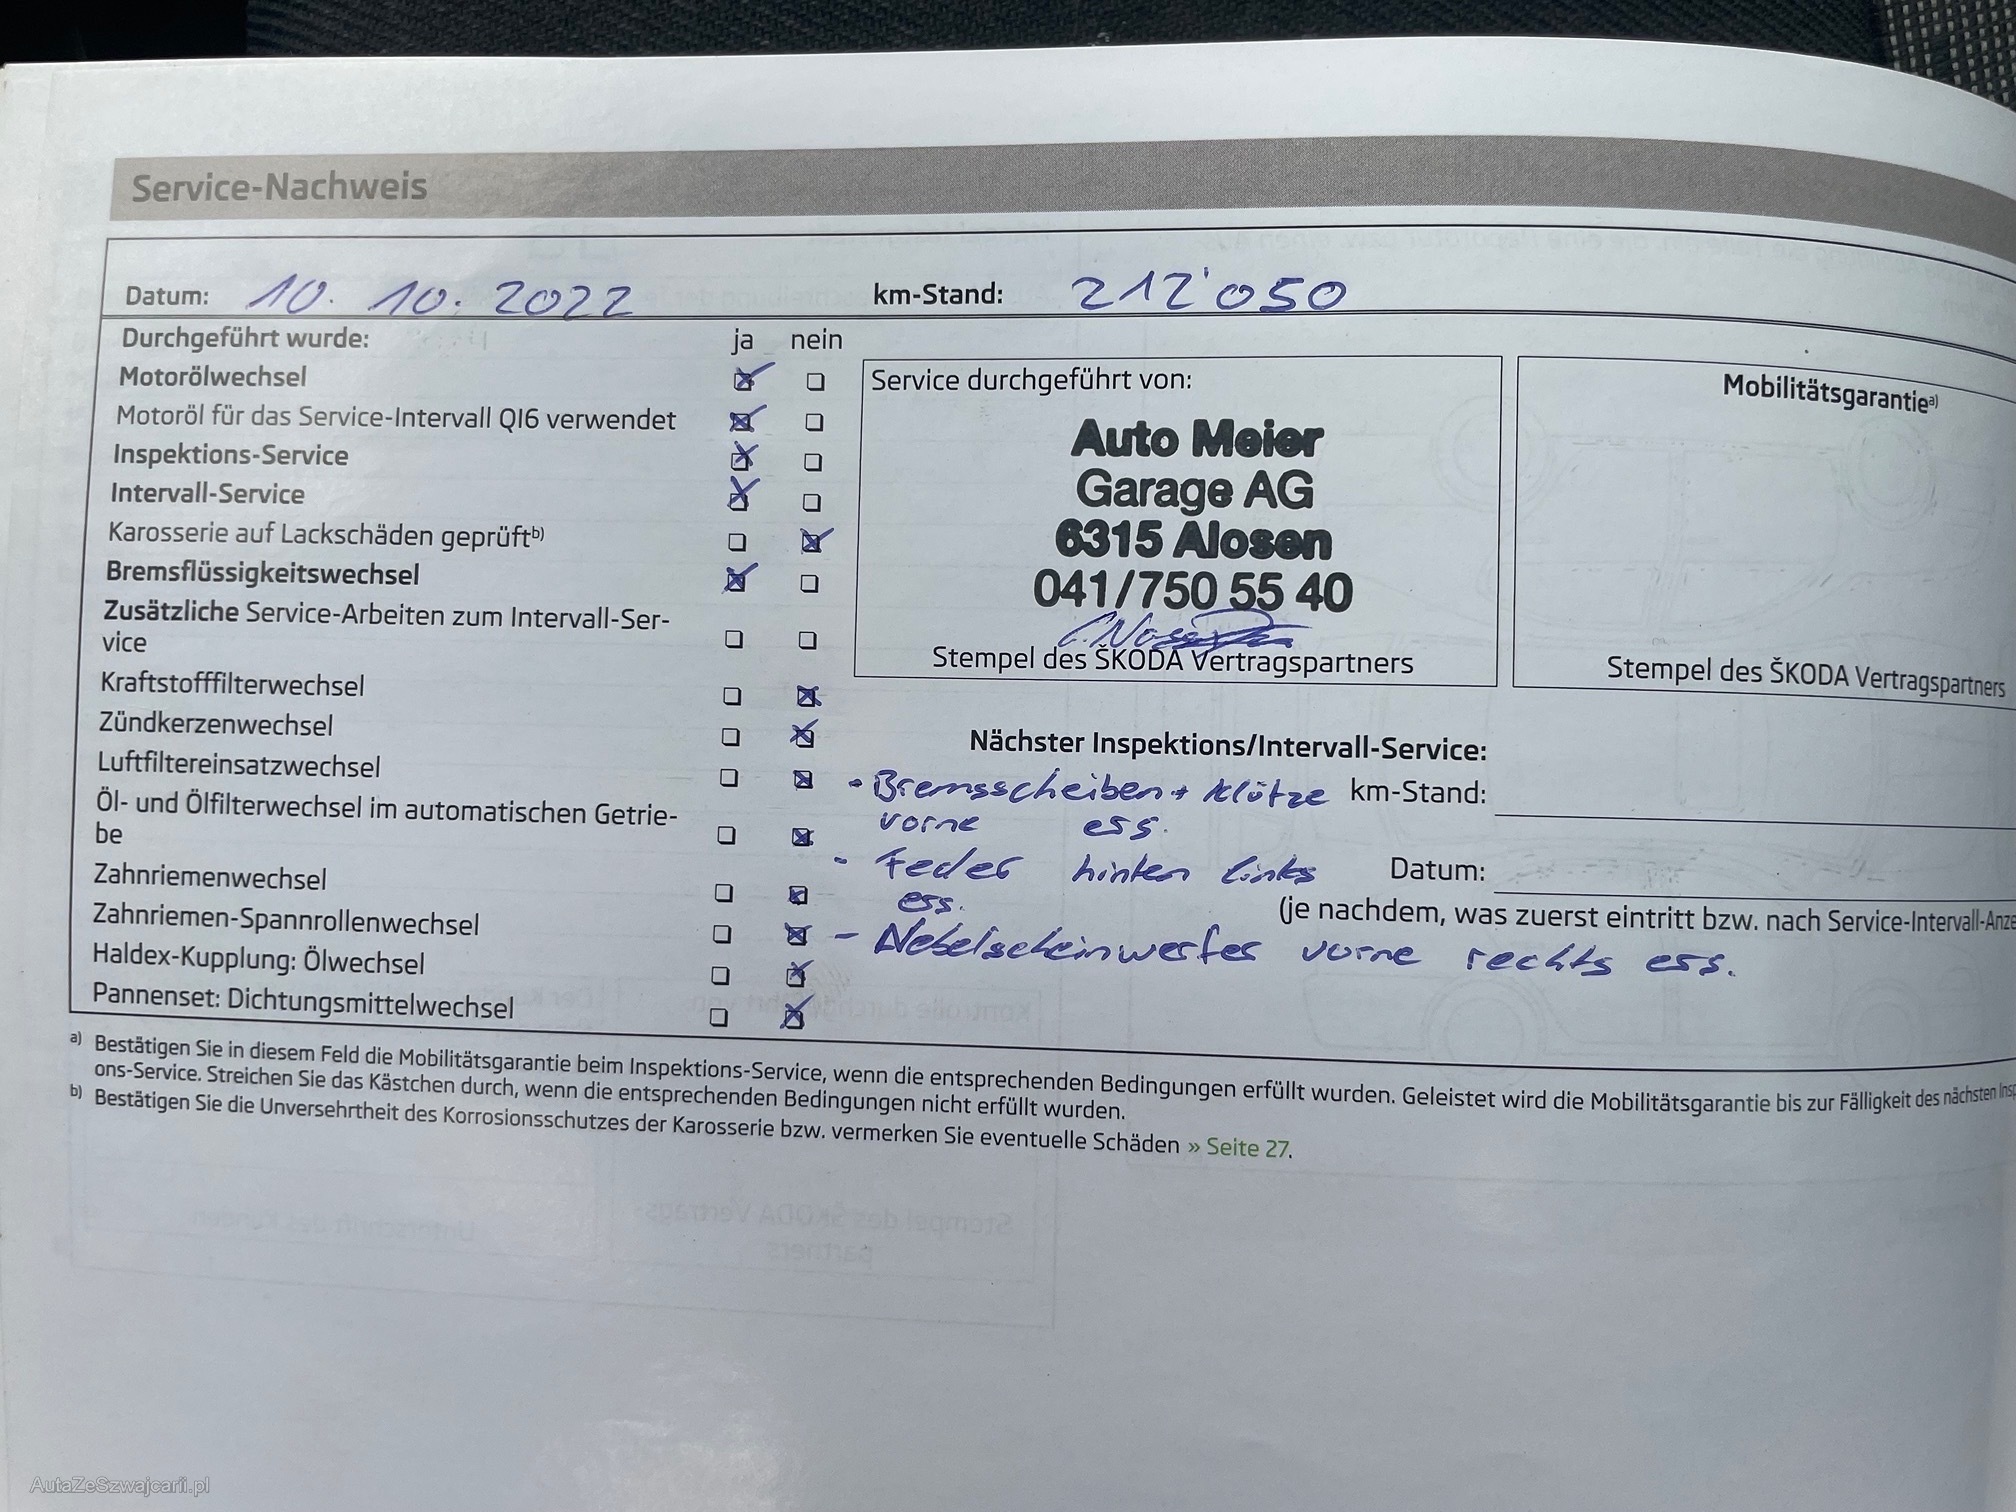 Service-Nachweis
Datum: 10. 10. 2022 km-Stand: 212'050
Durchgeführt wurde: ja nein
Motorölwechsel
Motoröl für das Service-Intervall QI6 verwendet
Inspektions-Service
Intervall-Service
Karosserie auf Lackschäden geprüft b)
Bremsflüssigkeitswechsel
Zusätzliche Service-Arbeiten zum Intervall-Ser-
vice
Kraftstofffilterwechsel
Zündkerzenwechsel
Luftfiltereinsatzwechsel
Öl- und Ölfilterwechsel im automatischen Getrie-
be
Zahnriemenwechsel
Zahnriemen-Spannrollenwechsel
Haldex-Kupplung: Ölwechsel
Pannenset: Dichtungsmittelwechsel
Service durchgeführt von:
Auto Meier
Garage AG
6315 Alosen
041/750 55 40
Stempel des ŠKODA Vertragspartners
Mobilitätsgarantie a)
Stempel des ŠKODA Vertragspartners
Nächster Inspektions/Intervall-Service:
km-Stand:
Datum:
(je nachdem, was zuerst eintritt bzw. nach Service-Intervall-Anze
- Bremsscheiben + Klötze
vorne ers.
- Feder hinten links
ers.
- Nebelscheinwerfer vorne rechts ers.
a) Bestätigen Sie in diesem Feld die Mobilitätsgarantie beim Inspektions-Service, wenn die entsprechenden Bedingungen erfüllt wurden. Geleistet wird die Mobilitätsgarantie bis zur Fälligkeit des nächsten Insp
ons-Service. Streichen Sie das Kästchen durch, wenn die entsprechenden Bedingungen nicht erfüllt wurden.
b) Bestätigen Sie die Unversehrtheit des Korrosionsschutzes der Karosserie bzw. vermerken Sie eventuelle Schäden » Seite 27.
AutaZeSzwajcarii.pl